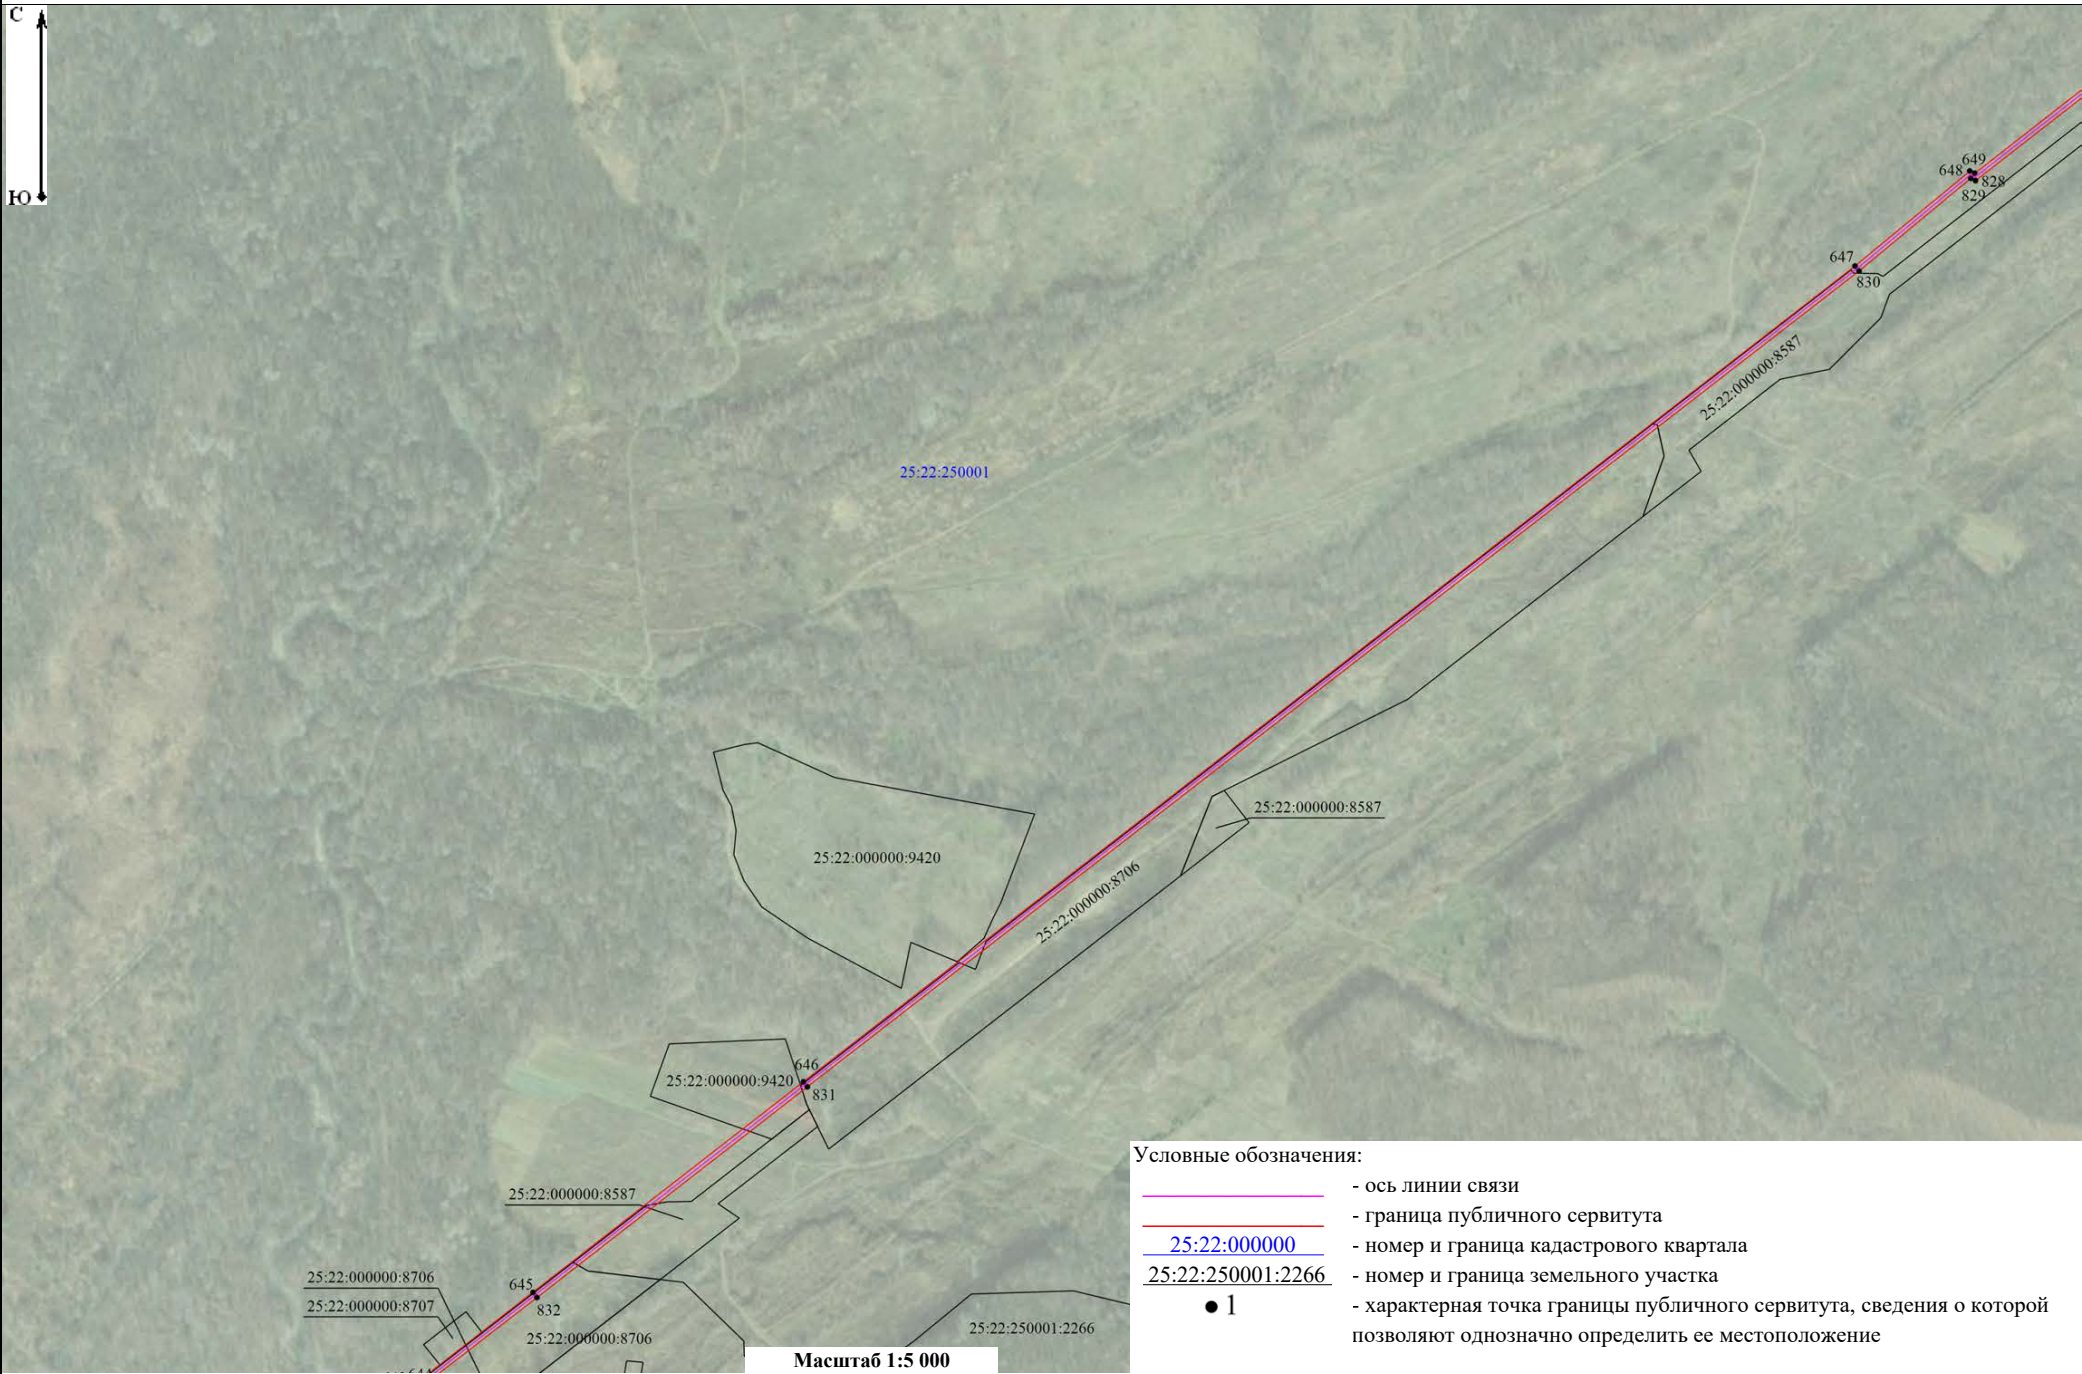 С
Ю
649
648
828
829
647
830
25:22:000000:8587
25:22:250001
25:22:000000:8587
25:22:000000:9420
25:22:000000:8706
646
25:22:000000:9420
831
25:22:000000:8587
645
832
25:22:000000:8706
25:22:000000:8707
25:22:000000:8706
25:22:250001:2266
Масштаб 1:5 000
Условные обозначения:
- ось линии связи
- граница публичного сервитута
25:22:000000 - номер и граница кадастрового квартала
25:22:250001:2266 - номер и граница земельного участка
1 - характерная точка границы публичного сервитута, сведения о которой
позволяют однозначно определить ее местоположение